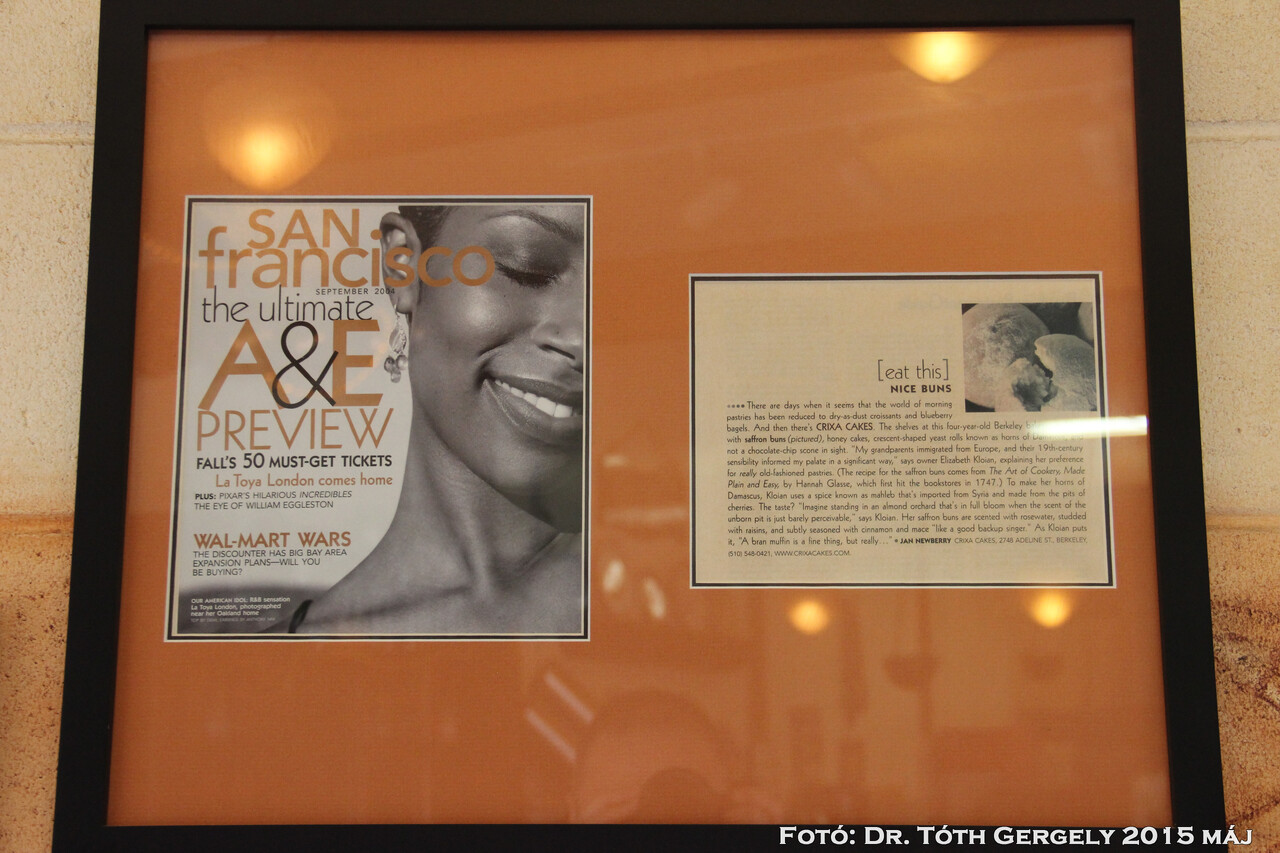 SAN
francisco
SEPTEMBER 2004
the ultimate
A&E
PREVIEW
FALL'S 50 MUST-GET TICKETS
La Toya London comes home
PLUS: PIXAR'S HILARIOUS INCREDIBLES
THE EYE OF WILLIAM EGGLESTON
WAL-MART WARS
THE DISCOUNTER HAS BIG BAY AREA
EXPANSION PLANS—WILL YOU
BE BUYING?
OUR AMERICAN IDOL: R&B sensation
La Toya London, photographed
near her Oakland home
[eat this]
NICE BUNS
There are days when it seems that the world of morning
pastries has been reduced to dry-as-dust croissants and blueberry
bagels. And then there's CRIXA CAKES. The shelves at this four-year-old Berkeley
with saffron buns (pictured), honey cakes, crescent-shaped yeast rolls known as horns of
not a chocolate-chip scone in sight. "My grandparents immigrated from Europe, and their 19th-century
sensibility informed my palate in a significant way," says owner Elizabeth Kloian, explaining her preference
for really old-fashioned pastries. (The recipe for the saffron buns comes from The Art of Cookery, Made
Plain and Easy, by Hannah Glasse, which first hit the bookstores in 1747.) To make her horns of
Damascus, Kloian uses a spice known as mahleb that's imported from Syria and made from the pits of
cherries. The taste? "Imagine standing in an almond orchard that's in full bloom when the scent of the
unborn pit is just barely perceivable," says Kloian. Her saffron buns are scented with rosewater, studded
with raisins, and subtly seasoned with cinnamon and mace "like a good backup singer." As Kloian puts
it, "A bran muffin is a fine thing, but really..." • JAN NEWBERRY CRIXA CAKES, 2748 ADELINE ST., BERKELEY,
(510) 548-0421, WWW.CRIXACAKES.COM.
Fotó: Dr. Tóth Gergely 2015 máj